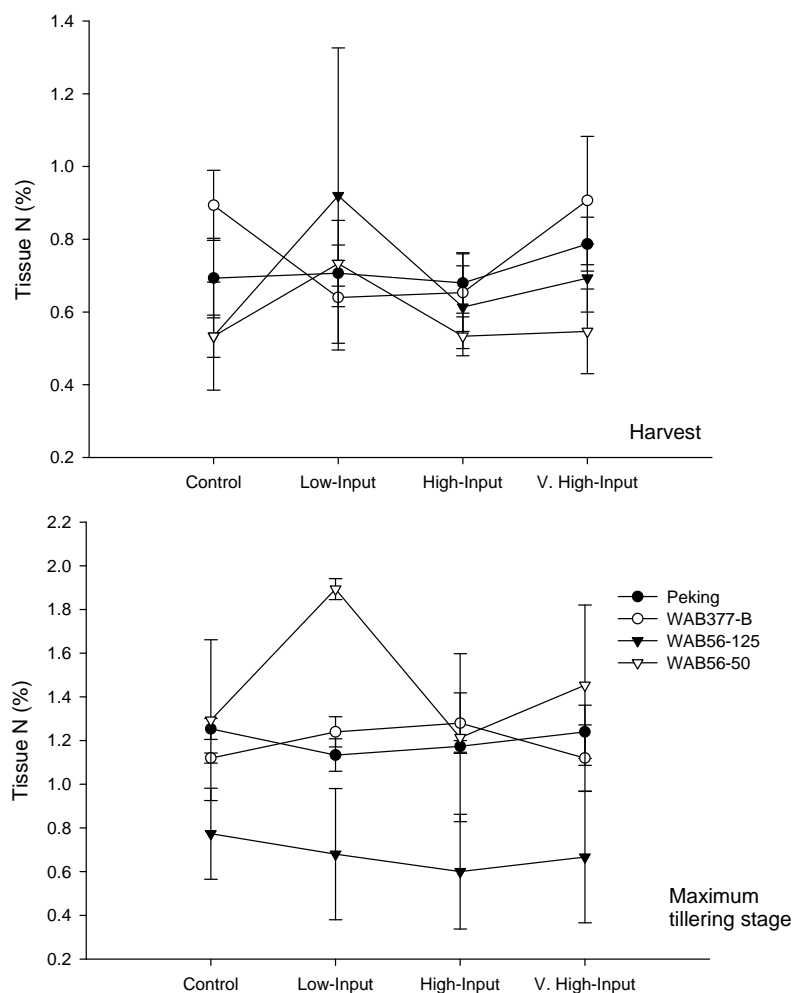 1.4
1.2
1.0
0.8
0.6
0.4
0.2
Tissue N (%)
Harvest
Control Low-Input High-Input V. High-Input
2.2
2.0
1.8
1.6
1.4
1.2
1.0
0.8
0.6
0.4
0.2
Tissue N (%)
Peking
WAB377-B
WAB56-125
WAB56-50
Maximum
tillering stage
Control Low-Input High-Input V. High-Input